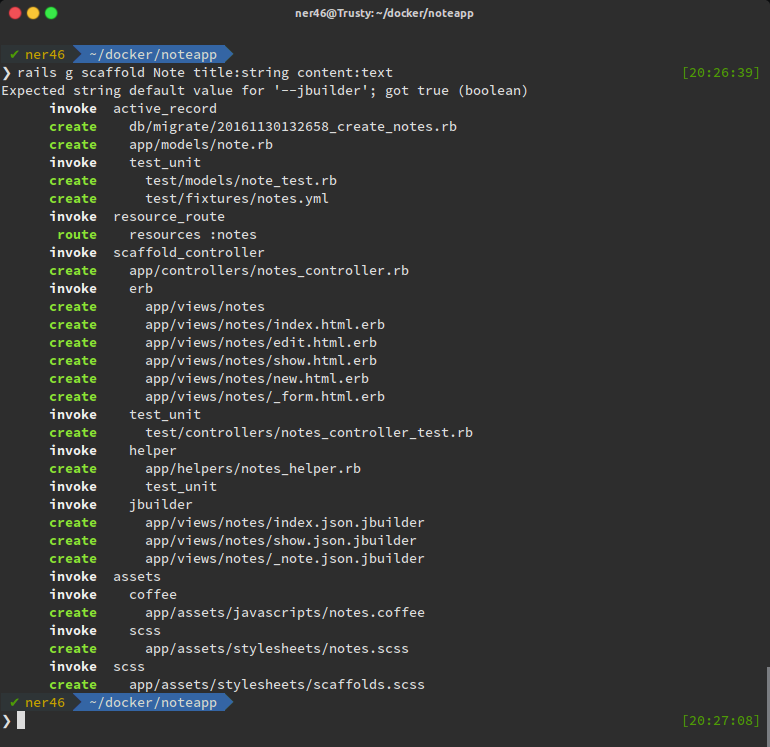 ner46@Trusty: ~/docker/noteapp
✔ ner46 ~/docker/noteapp
❯ rails g scaffold Note title:string content:text [20:26:39]
Expected string default value for '--jbuilder'; got true (boolean)
      invoke  active_record
      create    db/migrate/20161130132658_create_notes.rb
      create    app/models/note.rb
      invoke    test_unit
      create      test/models/note_test.rb
      create      test/fixtures/notes.yml
      invoke  resource_route
       route    resources :notes
      invoke  scaffold_controller
      create    app/controllers/notes_controller.rb
      invoke    erb
      create      app/views/notes
      create      app/views/notes/index.html.erb
      create      app/views/notes/edit.html.erb
      create      app/views/notes/show.html.erb
      create      app/views/notes/new.html.erb
      create      app/views/notes/_form.html.erb
      invoke    test_unit
      create      test/controllers/notes_controller_test.rb
      invoke    helper
      create      app/helpers/notes_helper.rb
      invoke      test_unit
      invoke    jbuilder
      create      app/views/notes/index.json.jbuilder
      create      app/views/notes/show.json.jbuilder
      create      app/views/notes/_note.json.jbuilder
      invoke  assets
      invoke    coffee
      create      app/assets/javascripts/notes.coffee
      invoke    scss
      create      app/assets/stylesheets/notes.scss
      invoke  scss
      create    app/assets/stylesheets/scaffolds.scss
✔ ner46 ~/docker/noteapp
❯ [20:27:08]